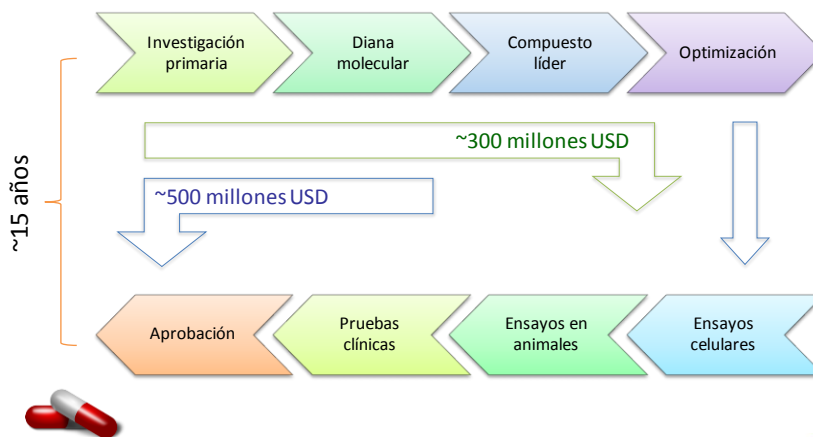 Investigación
primaria
Diana
molecular
Compuesto
líder
Optimización
~300 millones USD
~500 millones USD
~15 años
Aprobación
Pruebas
clínicas
Ensayos en
animales
Ensayos
celulares